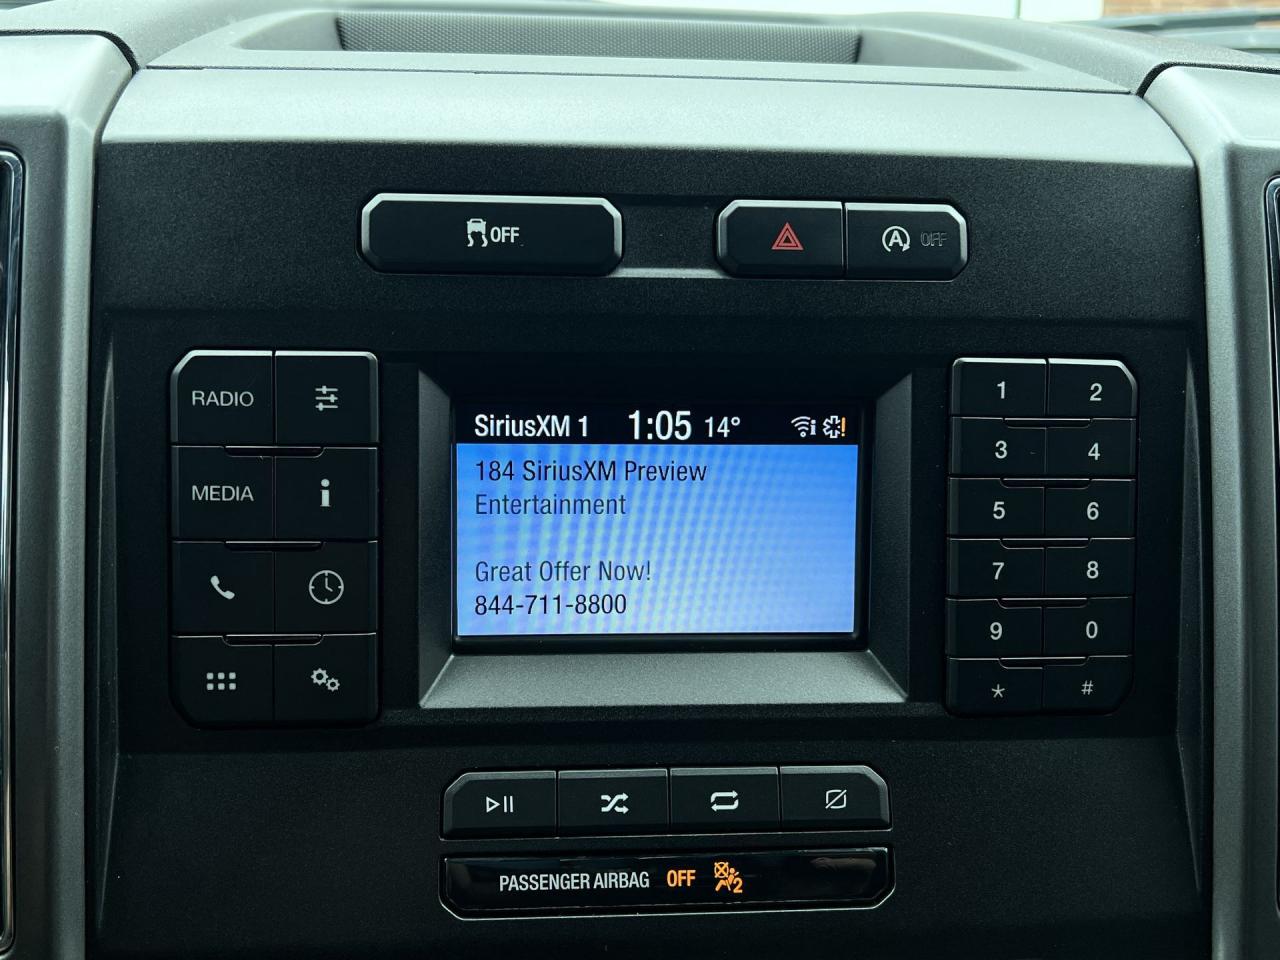 OFF
A OFF
RADIO
MEDIA
i
SiriusXM 1 1:05 14° i !
184 SiriusXM Preview
Entertainment
Great Offer Now!
844-711-8800
1 2
3 4
5 6
7 8
9 0
* #
PASSENGER AIRBAG OFF 2